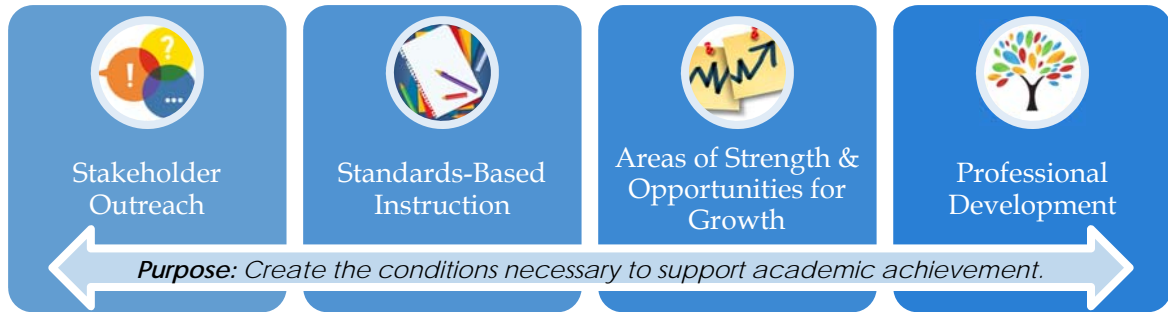 ?
!
...
Stakeholder
Outreach
Standards-Based
Instruction
Areas of Strength &
Opportunities for
Growth
Professional
Development
Purpose: Create the conditions necessary to support academic achievement.